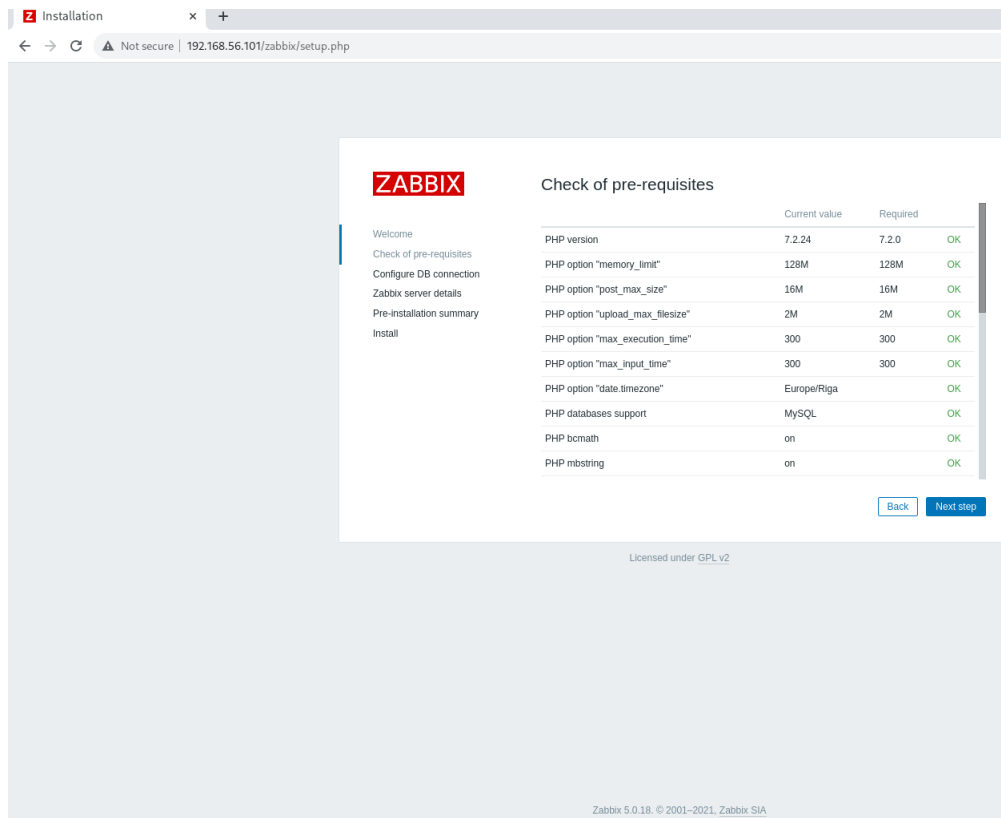 Z Installation × +
Not secure | 192.168.56.101/zabbix/setup.php
ZABBIX
Welcome
Check of pre-requisites
Configure DB connection
Zabbix server details
Pre-installation summary
Install
Check of pre-requisites
Current value Required
PHP version 7.2.24 7.2.0 OK
PHP option "memory_limit" 128M 128M OK
PHP option "post_max_size" 16M 16M OK
PHP option "upload_max_filesize" 2M 2M OK
PHP option "max_execution_time" 300 300 OK
PHP option "max_input_time" 300 300 OK
PHP option "date.timezone" Europe/Riga OK
PHP databases support MySQL OK
PHP bcmath on OK
PHP mbstring on OK
Back Next step
Licensed under GPL v2
Zabbix 5.0.18. © 2001–2021, Zabbix SIA